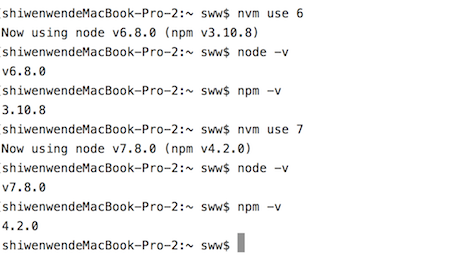 [shiwenwendeMacBook-Pro-2:~ sww$ nvm use 6
Now using node v6.8.0 (npm v3.10.8)
[shiwenwendeMacBook-Pro-2:~ sww$ node -v
v6.8.0
[shiwenwendeMacBook-Pro-2:~ sww$ npm -v
3.10.8
[shiwenwendeMacBook-Pro-2:~ sww$ nvm use 7
Now using node v7.8.0 (npm v4.2.0)
[shiwenwendeMacBook-Pro-2:~ sww$ node -v
v7.8.0
[shiwenwendeMacBook-Pro-2:~ sww$ npm -v
4.2.0
shiwenwendeMacBook-Pro-2:~ sww$